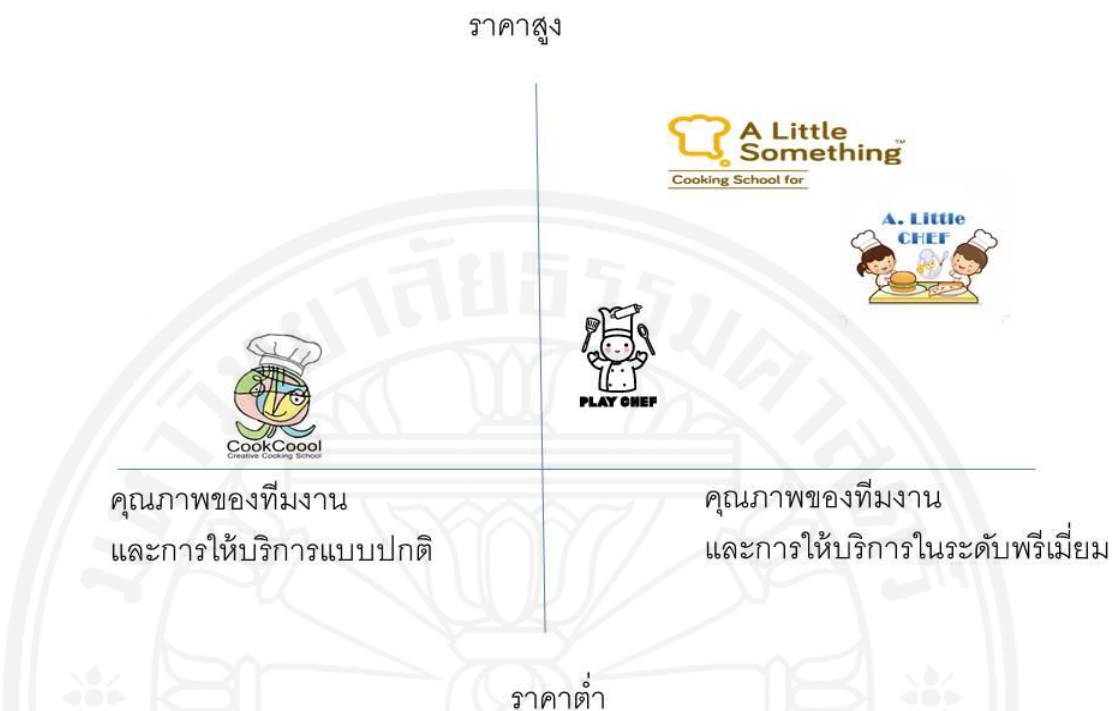 ราคาสูง
A Little
Something™
Cooking School for
A. Little
CHEF
PLAY CHEF
CookCoool
Creative Cooking School
คุณภาพของทีมงาน
และการให้บริการแบบปกติ
คุณภาพของทีมงาน
และการให้บริการในระดับพรีเมี่ยม
ราคาต่ำ